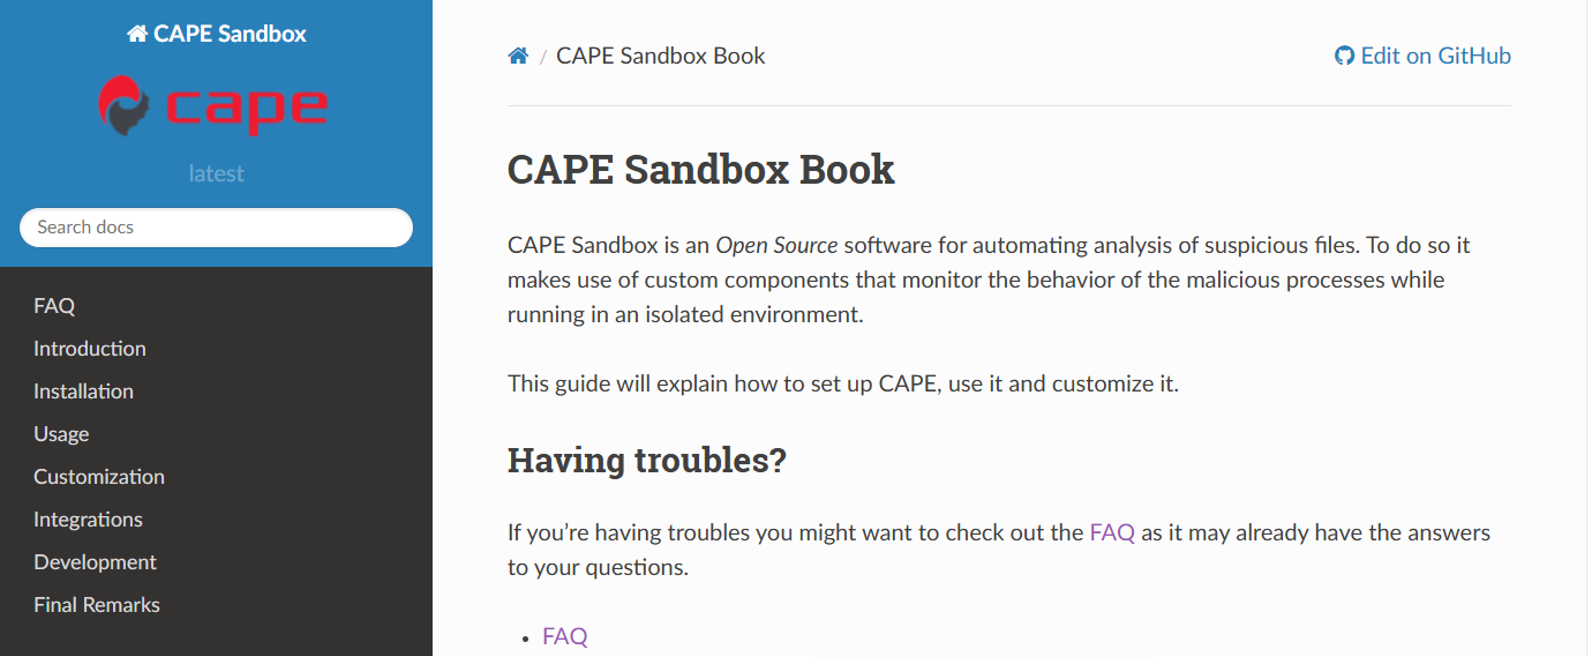 CAPE Sandbox
cape
latest
Search docs
FAQ
Introduction
Installation
Usage
Customization
Integrations
Development
Final Remarks
/ CAPE Sandbox Book
Edit on GitHub
CAPE Sandbox Book
CAPE Sandbox is an Open Source software for automating analysis of suspicious files. To do so it
makes use of custom components that monitor the behavior of the malicious processes while
running in an isolated environment.
This guide will explain how to set up CAPE, use it and customize it.
Having troubles?
If you’re having troubles you might want to check out the FAQ as it may already have the answers
to your questions.
• FAQ